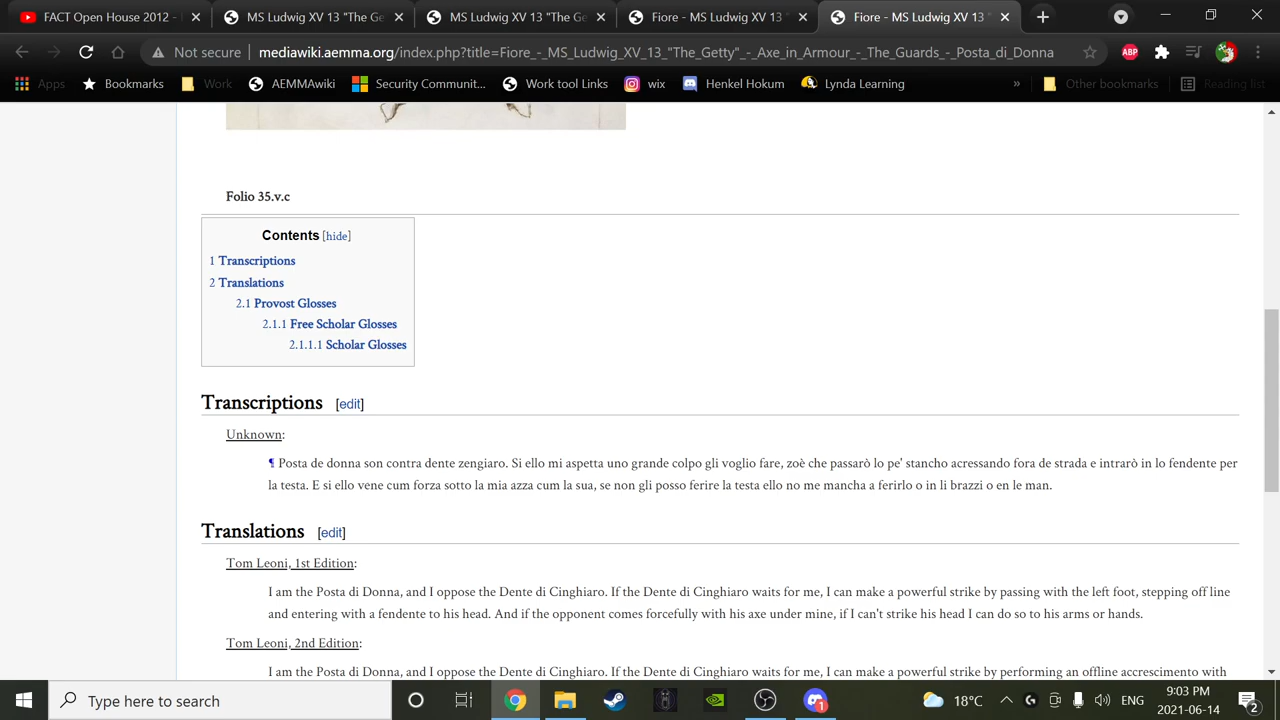 FACT Open House 2012 -
MS Ludwig XV 13 "The Ge
MS Ludwig XV 13 "The Ge
Fiore - MS Ludwig XV 13 "
Fiore - MS Ludwig XV 13 "
Not secure
mediawiki.aemma.org/index.php?title=Fiore_-_MS_Ludwig_XV_13_"The_Getty"_-_Axe_in_Armour_-_The_Guards_-_Posta_di_Donna
ABP
Apps
Bookmarks
Work
AEMMAwiki
Security Communit...
Work tool Links
wix
Henkel Hokum
Lynda Learning
»
Other bookmarks
Reading list
Folio 35.v.c
Contents [hide]
1 Transcriptions
2 Translations
2.1 Provost Glosses
2.1.1 Free Scholar Glosses
2.1.1.1 Scholar Glosses
Transcriptions [edit]
Unknown:
¶ Posta de donna son contra dente zengiaro. Si ello mi aspetta uno grande colpo gli voglio fare, zoè che passarò lo pe' stancho acressando fora de strada e intrarò in lo fendente per
la testa. E si ello vene cum forza sotto la mia azza cum la sua, se non gli posso ferire la testa ello no me mancha a ferirlo o in li brazzi o en le man.
Translations [edit]
Tom Leoni, 1st Edition:
I am the Posta di Donna, and I oppose the Dente di Cinghiaro. If the Dente di Cinghiaro waits for me, I can make a powerful strike by passing with the left foot, stepping off line
and entering with a fendente to his head. And if the opponent comes forcefully with his axe under mine, if I can't strike his head I can do so to his arms or hands.
Tom Leoni, 2nd Edition:
I am the Posta di Donna, and I oppose the Dente di Cinghiaro. If the Dente di Cinghiaro waits for me, I can make a powerful strike by performing an offline accrescimento with
Type here to search
1
18°C
ENG
9:03 PM
2021-06-14
2